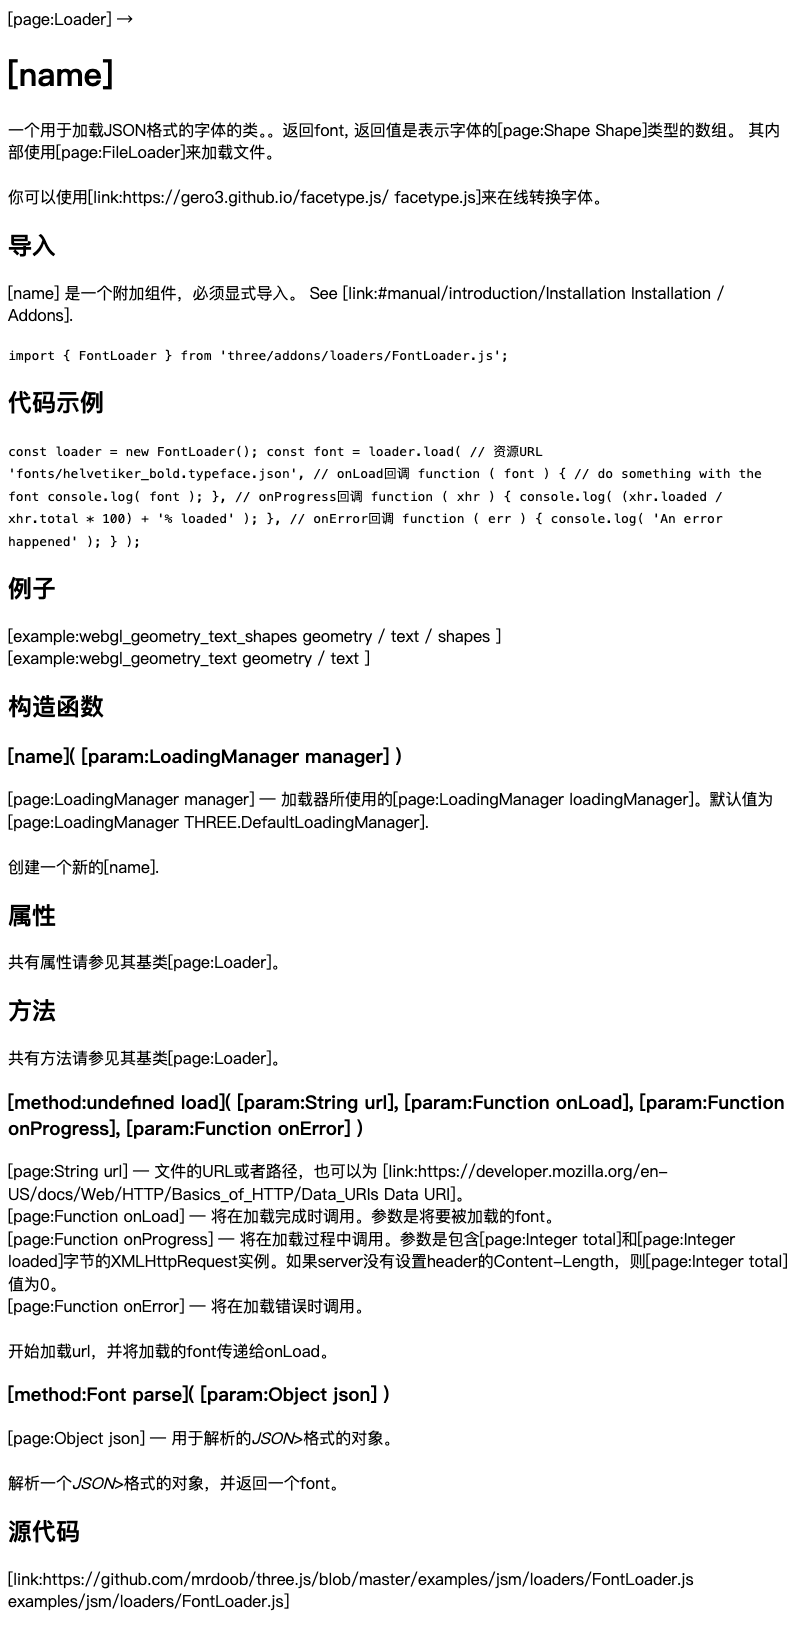 [page:Loader] →
[name]
一个用于加载JSON格式的字体的类。。返回font, 返回值是表示字体的[page:Shape Shape]类型的数组。 其内
部使用[page:FileLoader]来加载文件。
你可以使用[link:https://gero3.github.io/facetype.js/ facetype.js]来在线转换字体。
导入
[name] 是一个附加组件，必须显式导入。 See [link:#manual/introduction/Installation Installation /
Addons].
import { FontLoader } from 'three/addons/loaders/FontLoader.js';
代码示例
const loader = new FontLoader(); const font = loader.load( // 资源URL
'fonts/helvetiker_bold.typeface.json', // onLoad回调 function ( font ) { // do something with the
font console.log( font ); }, // onProgress回调 function ( xhr ) { console.log( (xhr.loaded /
xhr.total * 100) + '% loaded' ); }, // onError回调 function ( err ) { console.log( 'An error
happened' ); } );
例子
[example:webgl_geometry_text_shapes geometry / text / shapes ]
[example:webgl_geometry_text geometry / text ]
构造函数
[name]( [param:LoadingManager manager] )
[page:LoadingManager manager] — 加载器所使用的[page:LoadingManager loadingManager]。默认值为
[page:LoadingManager THREE.DefaultLoadingManager].
创建一个新的[name].
属性
共有属性请参见其基类[page:Loader]。
方法
共有方法请参见其基类[page:Loader]。
[method:undefined load]( [param:String url], [param:Function onLoad], [param:Function
onProgress], [param:Function onError] )
[page:String url] — 文件的URL或者路径，也可以为 [link:https://developer.mozilla.org/en-
US/docs/Web/HTTP/Basics_of_HTTP/Data_URIs Data URI]。
[page:Function onLoad] — 将在加载完成时调用。参数是将要被加载的font。
[page:Function onProgress] — 将在加载过程中调用。参数是包含[page:Integer total]和[page:Integer
loaded]字节的XMLHttpRequest实例。如果server没有设置header的Content-Length，则[page:Integer total]
值为0。
[page:Function onError] — 将在加载错误时调用。
开始加载url，并将加载的font传递给onLoad。
[method:Font parse]( [param:Object json] )
[page:Object json] — 用于解析的JSON>格式的对象。
解析一个JSON>格式的对象，并返回一个font。
源代码
[link:https://github.com/mrdoob/three.js/blob/master/examples/jsm/loaders/FontLoader.js
examples/jsm/loaders/FontLoader.js]